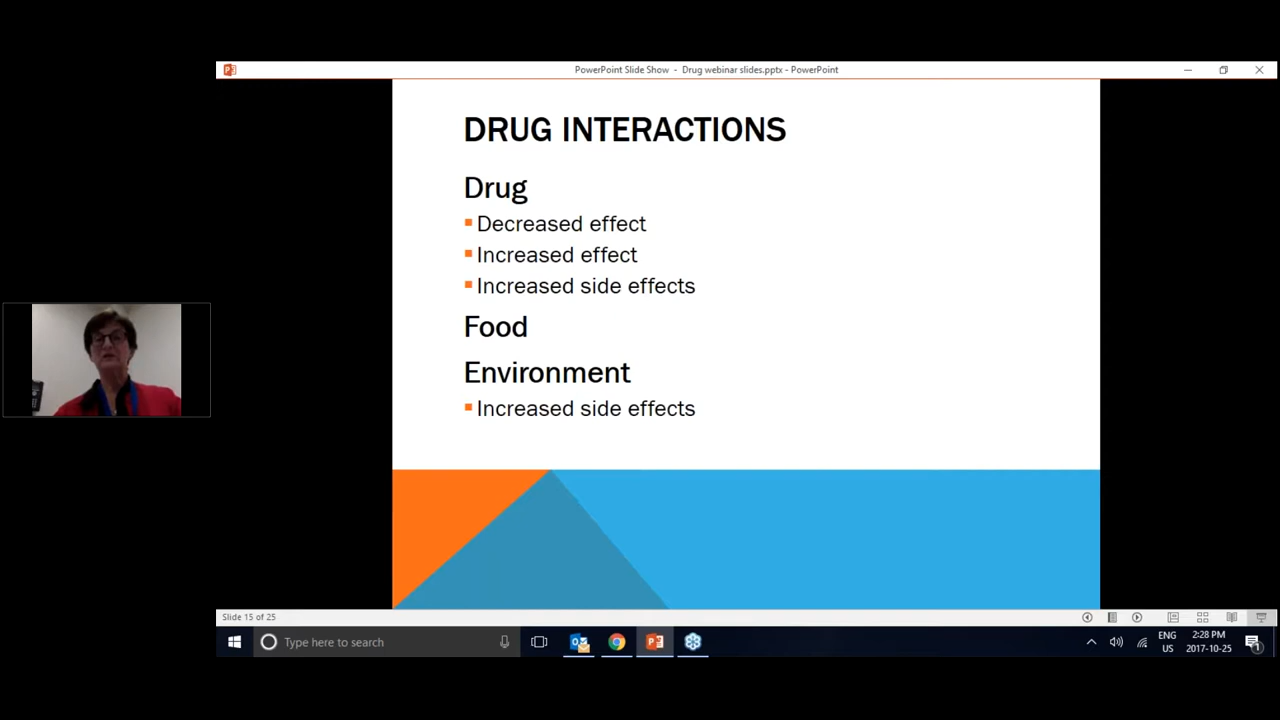 PowerPoint Slide Show - Drug webinar slides.pptx - PowerPoint
DRUG INTERACTIONS
Drug
Decreased effect
Increased effect
Increased side effects
Food
Environment
Increased side effects
Slide 15 of 25
Type here to search
ENG
US
2:28 PM
2017-10-25
1